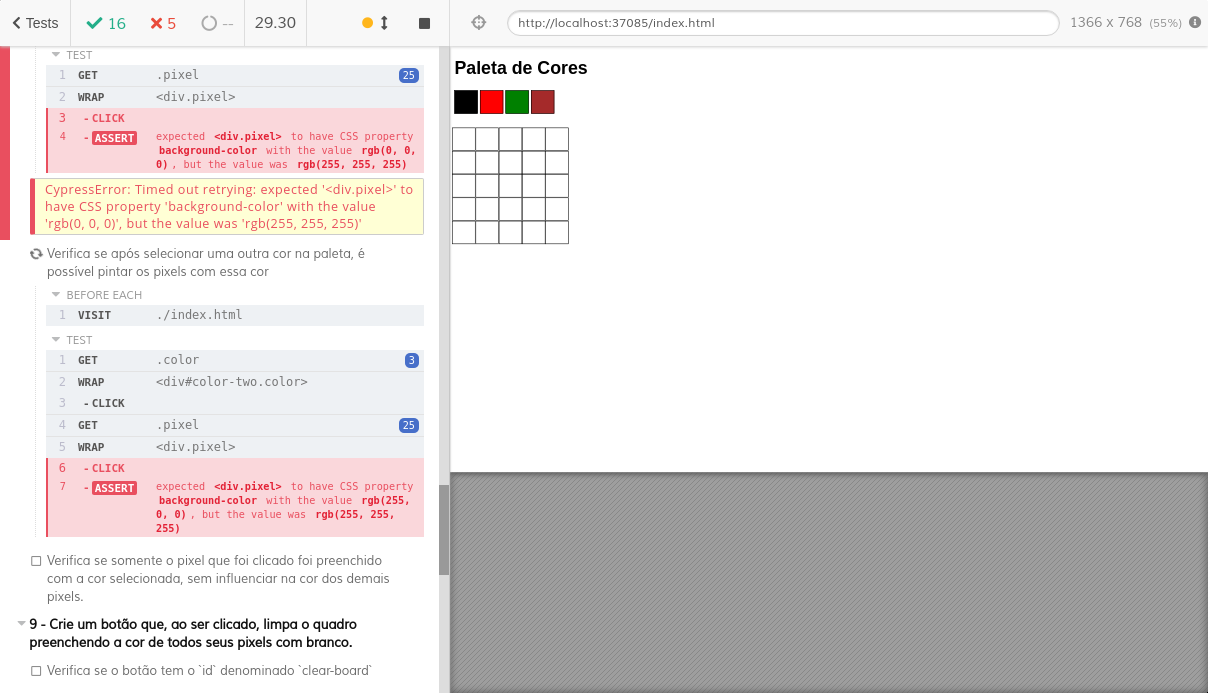 Tests 16 5 -- 29.30 http://localhost:37085/index.html 1366 x 768 (55%)
TEST
1 GET .pixel 25
2 WRAP <div.pixel>
3 - CLICK
4 - ASSERT expected <div.pixel> to have CSS property
background-color with the value rgb(0, 0,
0) , but the value was rgb(255, 255, 255)
CypressError: Timed out retrying: expected '<div.pixel>' to
have CSS property 'background-color' with the value
'rgb(0, 0, 0)', but the value was 'rgb(255, 255, 255)'
Verifica se após selecionar uma outra cor na paleta, é
possível pintar os pixels com essa cor
BEFORE EACH
1 VISIT ./index.html
TEST
1 GET .color 3
2 WRAP <div#color-two.color>
3 - CLICK
4 GET .pixel 25
5 WRAP <div.pixel>
6 - CLICK
7 - ASSERT expected <div.pixel> to have CSS property
background-color with the value rgb(255,
0, 0) , but the value was rgb(255, 255,
255)
Verifica se somente o pixel que foi clicado foi preenchido
com a cor selecionada, sem influenciar na cor dos demais
pixels.
9 - Crie um botão que, ao ser clicado, limpa o quadro
preenchendo a cor de todos seus pixels com branco.
Verifica se o botão tem o `id` denominado `clear-board`
Paleta de Cores